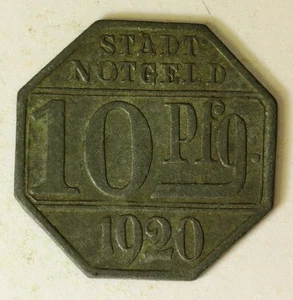 STADT
NOTGELD
10 Pfg.
1920